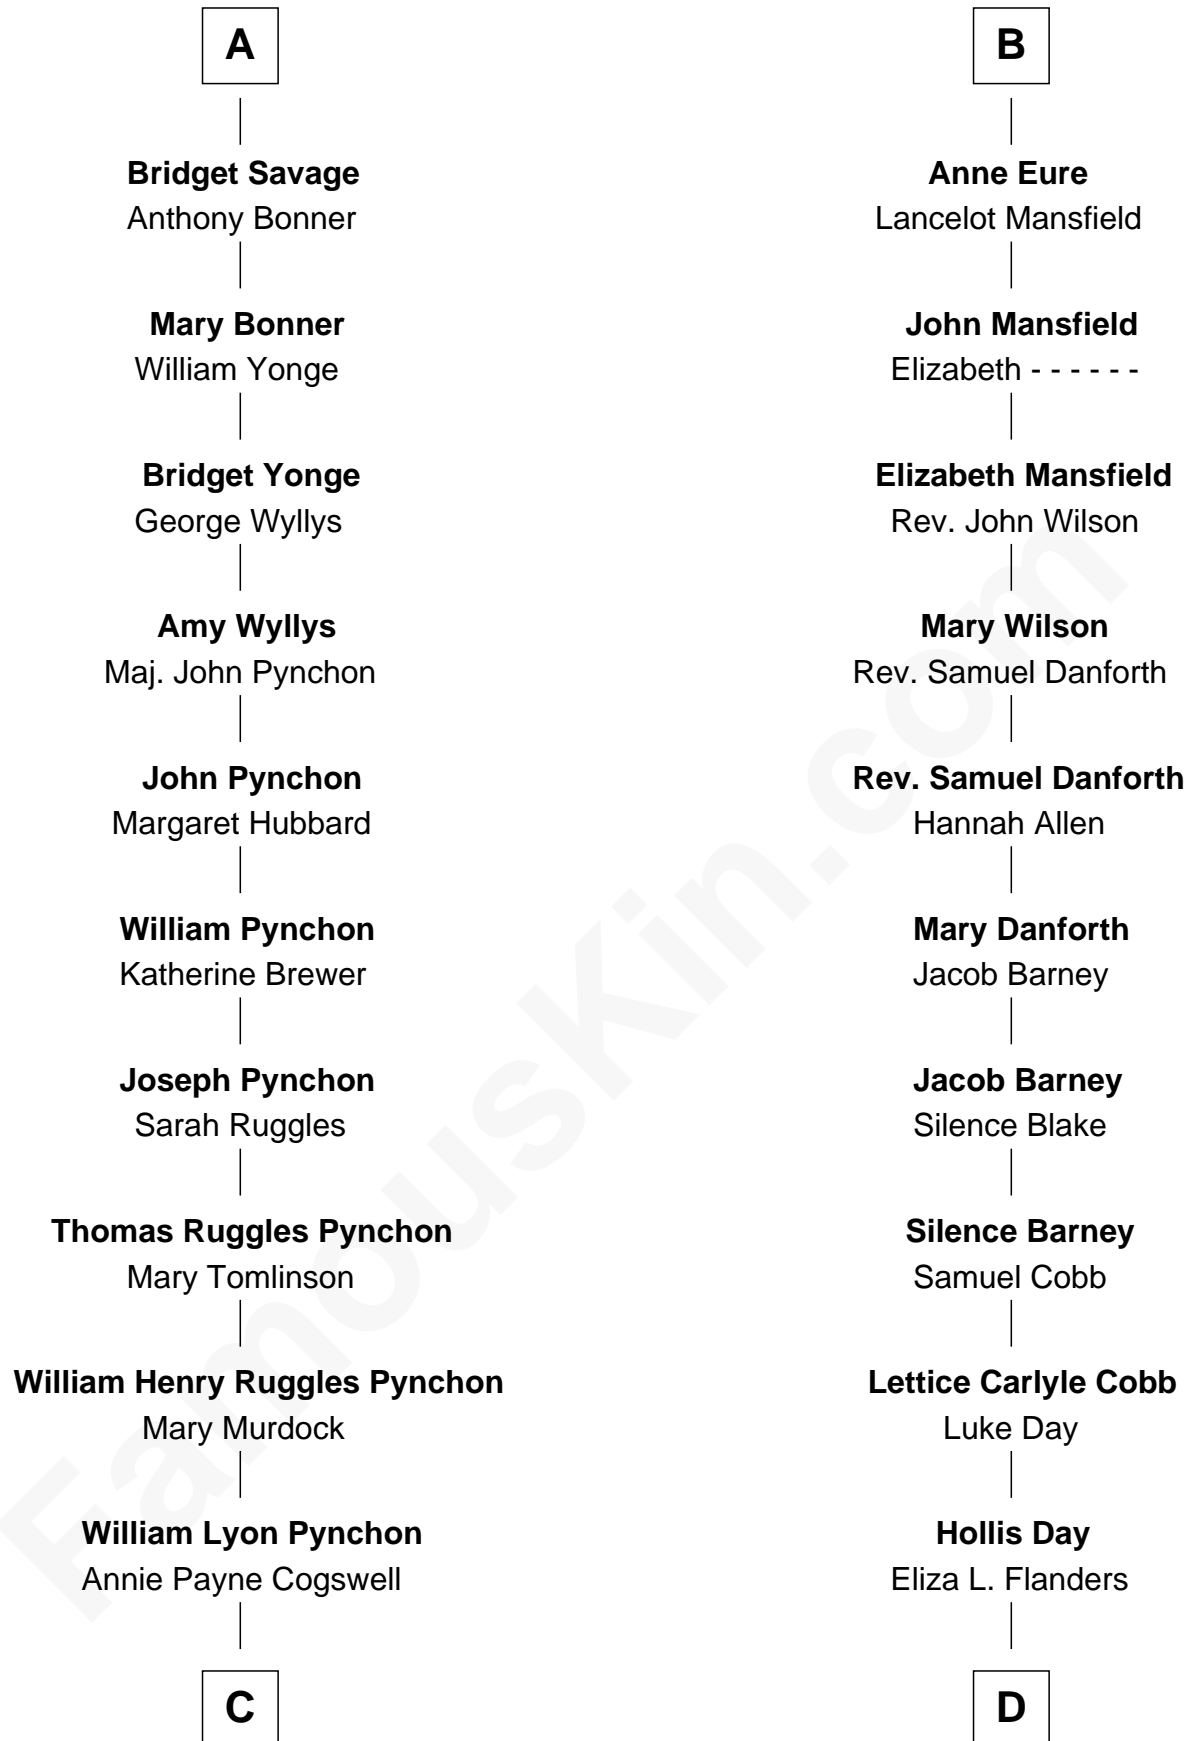 A
Bridget Savage
Anthony Bonner
Mary Bonner
William Yonge
Bridget Yonge
George Wyllys
Amy Wyllys
Maj. John Pynchon
John Pynchon
Margaret Hubbard
William Pynchon
Katherine Brewer
Joseph Pynchon
Sarah Ruggles
Thomas Ruggles Pynchon
Mary Tomlinson
William Henry Ruggles Pynchon
Mary Murdock
William Lyon Pynchon
Annie Payne Cogswell
C
B
Anne Eure
Lancelot Mansfield
John Mansfield
Elizabeth - - - - - -
Elizabeth Mansfield
Rev. John Wilson
Mary Wilson
Rev. Samuel Danforth
Rev. Samuel Danforth
Hannah Allen
Mary Danforth
Jacob Barney
Jacob Barney
Silence Blake
Silence Barney
Samuel Cobb
Lettice Carlyle Cobb
Luke Day
Hollis Day
Eliza L. Flanders
D
FamousKin.com